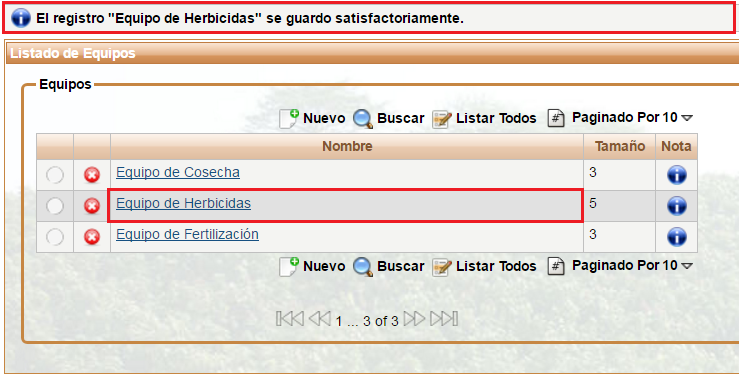 El registro "Equipo de Herbicidas" se guardo satisfactoriamente.
Listado de Equipos
Equipos
Nuevo Buscar Listar Todos # Paginado Por 10
Nombre Tamaño Nota
Equipo de Cosecha 3
Equipo de Herbicidas 5
Equipo de Fertilización 3
Nuevo Buscar Listar Todos # Paginado Por 10
1 ... 3 of 3